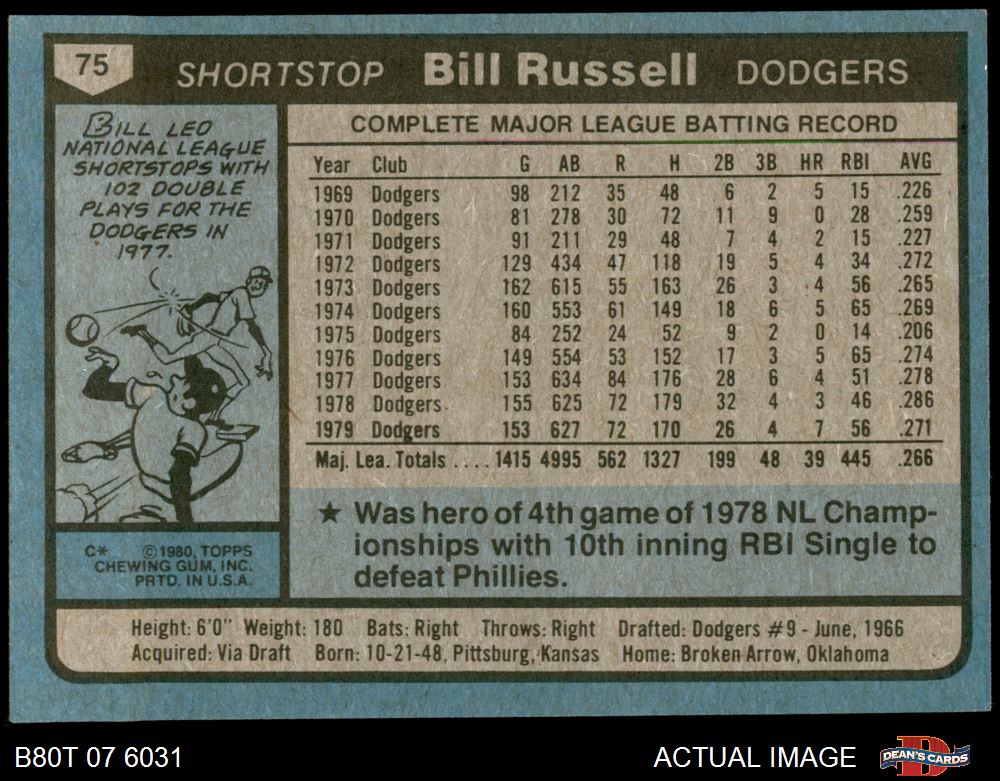 75
SHORTSTOP Bill Russell DODGERS
BILL LED
NATIONAL LEAGUE
SHORTSTOPS WITH
102 DOUBLE
PLAYS FOR THE
DODGERS IN
1977.
COMPLETE MAJOR LEAGUE BATTING RECORD
Year Club G AB R H 2B 3B HR RBI AVG
1969 Dodgers 98 212 35 48 6 2 5 15 .226
1970 Dodgers 81 278 30 72 11 9 0 28 .259
1971 Dodgers 91 211 29 48 7 4 2 15 .227
1972 Dodgers 129 434 47 118 19 5 4 34 .272
1973 Dodgers 162 615 55 163 26 3 4 56 .265
1974 Dodgers 160 553 61 149 18 6 5 65 .269
1975 Dodgers 84 252 24 52 9 2 0 14 .206
1976 Dodgers 149 554 53 152 17 3 5 65 .274
1977 Dodgers 153 634 84 176 28 6 4 51 .278
1978 Dodgers 155 625 72 179 32 4 3 46 .286
1979 Dodgers 153 627 72 170 26 4 7 56 .271
Maj. Lea. Totals .... 1415 4995 562 1327 199 48 39 445 .266
★ Was hero of 4th game of 1978 NL Champ-
ionships with 10th inning RBI Single to
defeat Phillies.
C* ©1980, TOPPS
CHEWING GUM, INC.
PRTD. IN U.S.A.
Height: 6'0" Weight: 180 Bats: Right Throws: Right Drafted: Dodgers #9 - June, 1966
Acquired: Via Draft Born: 10-21-48, Pittsburg, Kansas Home: Broken Arrow, Oklahoma
B80T 07 6031 ACTUAL IMAGE DEAN'S CARDS